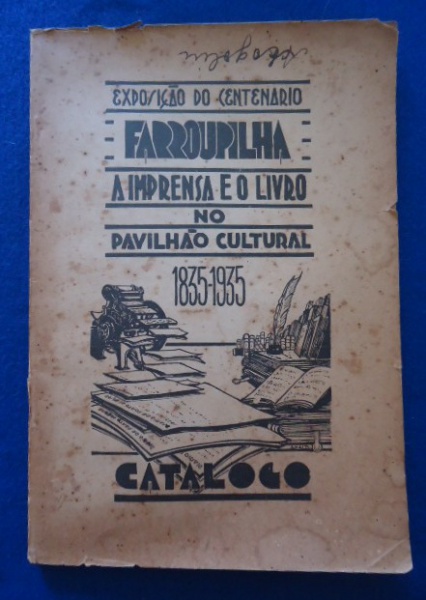 EXPOSIÇÃO DO CENTENARIO
FARROUPILHA
A IMPRENSA E O LIVRO
NO
PAVILHÃO CULTURAL
1835-1935
CATALOGO